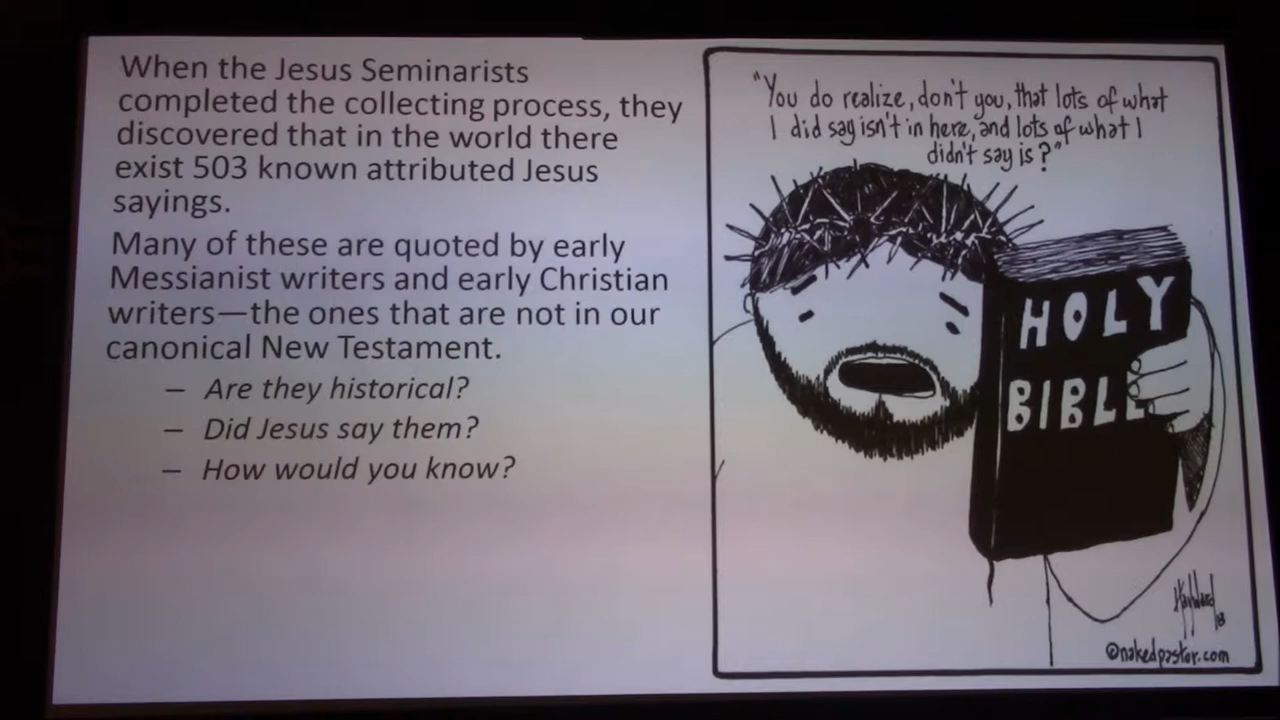 When the Jesus Seminarists
completed the collecting process, they
discovered that in the world there
exist 503 known attributed Jesus
sayings.
Many of these are quoted by early
Messianist writers and early Christian
writers—the ones that are not in our
canonical New Testament.
– Are they historical?
– Did Jesus say them?
– How would you know?
"You do realize, don't you, that lots of what
I did say isn't in here, and lots of what I
didn't say is?"
HOLY
BIBLE
Hayward
18
©nakedpastor.com